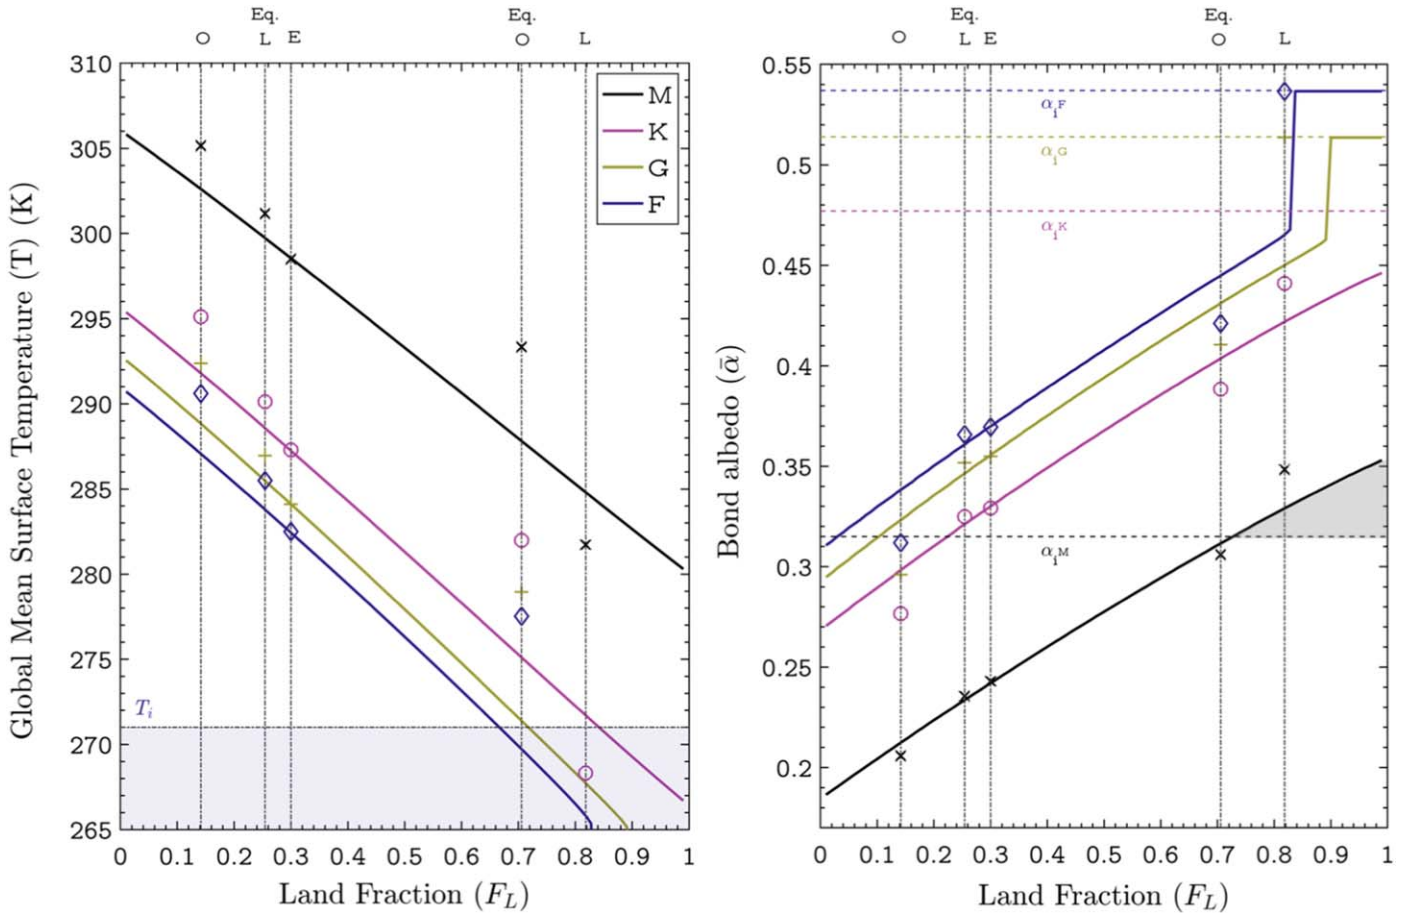 Eq. Eq.
O L E O L
Global Mean Surface Temperature (T) (K)
310
305
300
295
290
285
280
275
270
265
M
K
G
F
T_i
0 0.1 0.2 0.3 0.4 0.5 0.6 0.7 0.8 0.9 1
Land Fraction (F_L)
Eq. Eq.
O L E O L
Bond albedo (ᾱ)
0.55
0.5
0.45
0.4
0.35
0.3
0.25
0.2
α_i F
α_i G
α_i K
α_i M
0 0.1 0.2 0.3 0.4 0.5 0.6 0.7 0.8 0.9 1
Land Fraction (F_L)